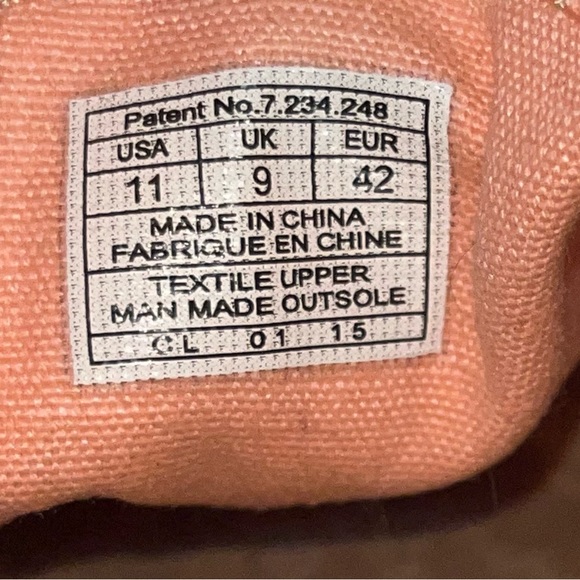 Patent No.7.234.248
USA UK EUR
11 9 42
MADE IN CHINA
FABRIQUE EN CHINE
TEXTILE UPPER
MAN MADE OUTSOLE
CL 01 15